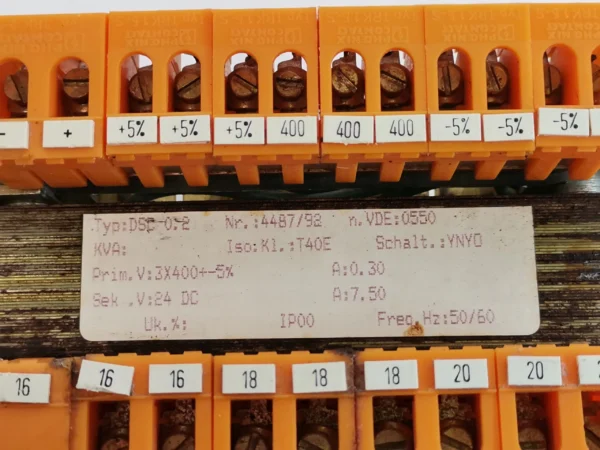 - + +5% +5% +5% 400 400 400 -5% -5% -5%
Typ:DSC-0.2 Nr.:4487/92 n.VDE:0550
KVA: Iso:Kl.:T40E Schalt.:YNY0
Prim.V:3X400+-5% A:0.30
Sek .V:24 DC A:7.50
Uk.%: IP00 Freq.Hz:50/60
16 16 16 18 18 18 20 20